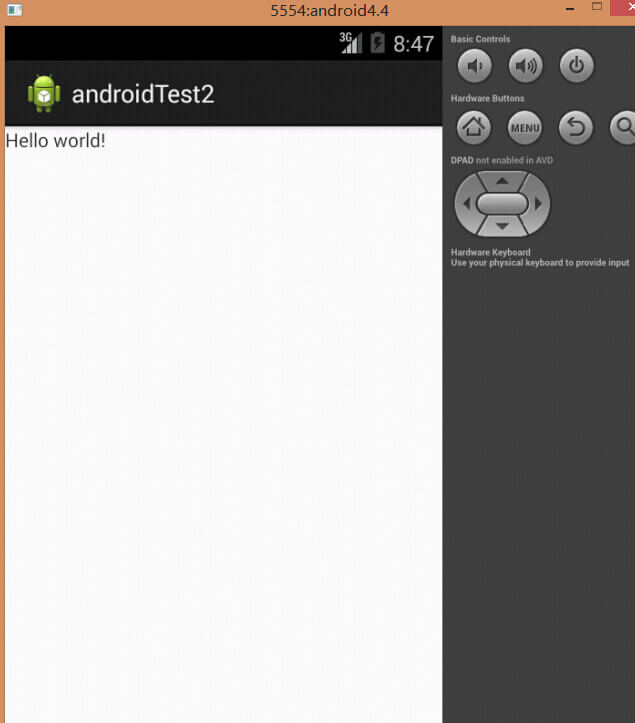 5554:android4.4
3G 8:47
androidTest2
Hello world!
Basic Controls
Hardware Buttons
MENU
DPAD not enabled in AVD
Hardware Keyboard
Use your physical keyboard to provide input